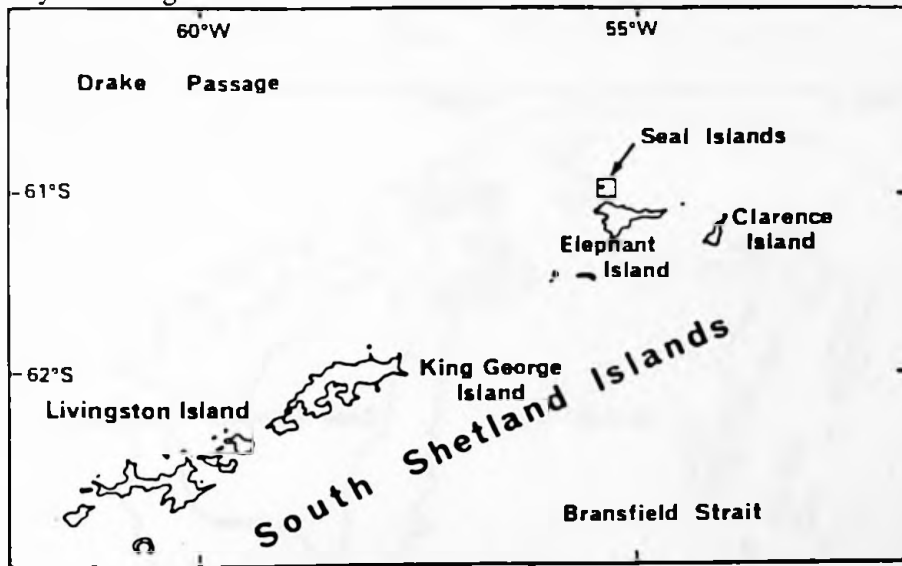 60°W 55°W
Drake Passage
Seal Islands
61°S
Clarence
Island
Elephant
Island
62°S
King George
Island
Livingston Island
South Shetland Islands
Bransfield Strait